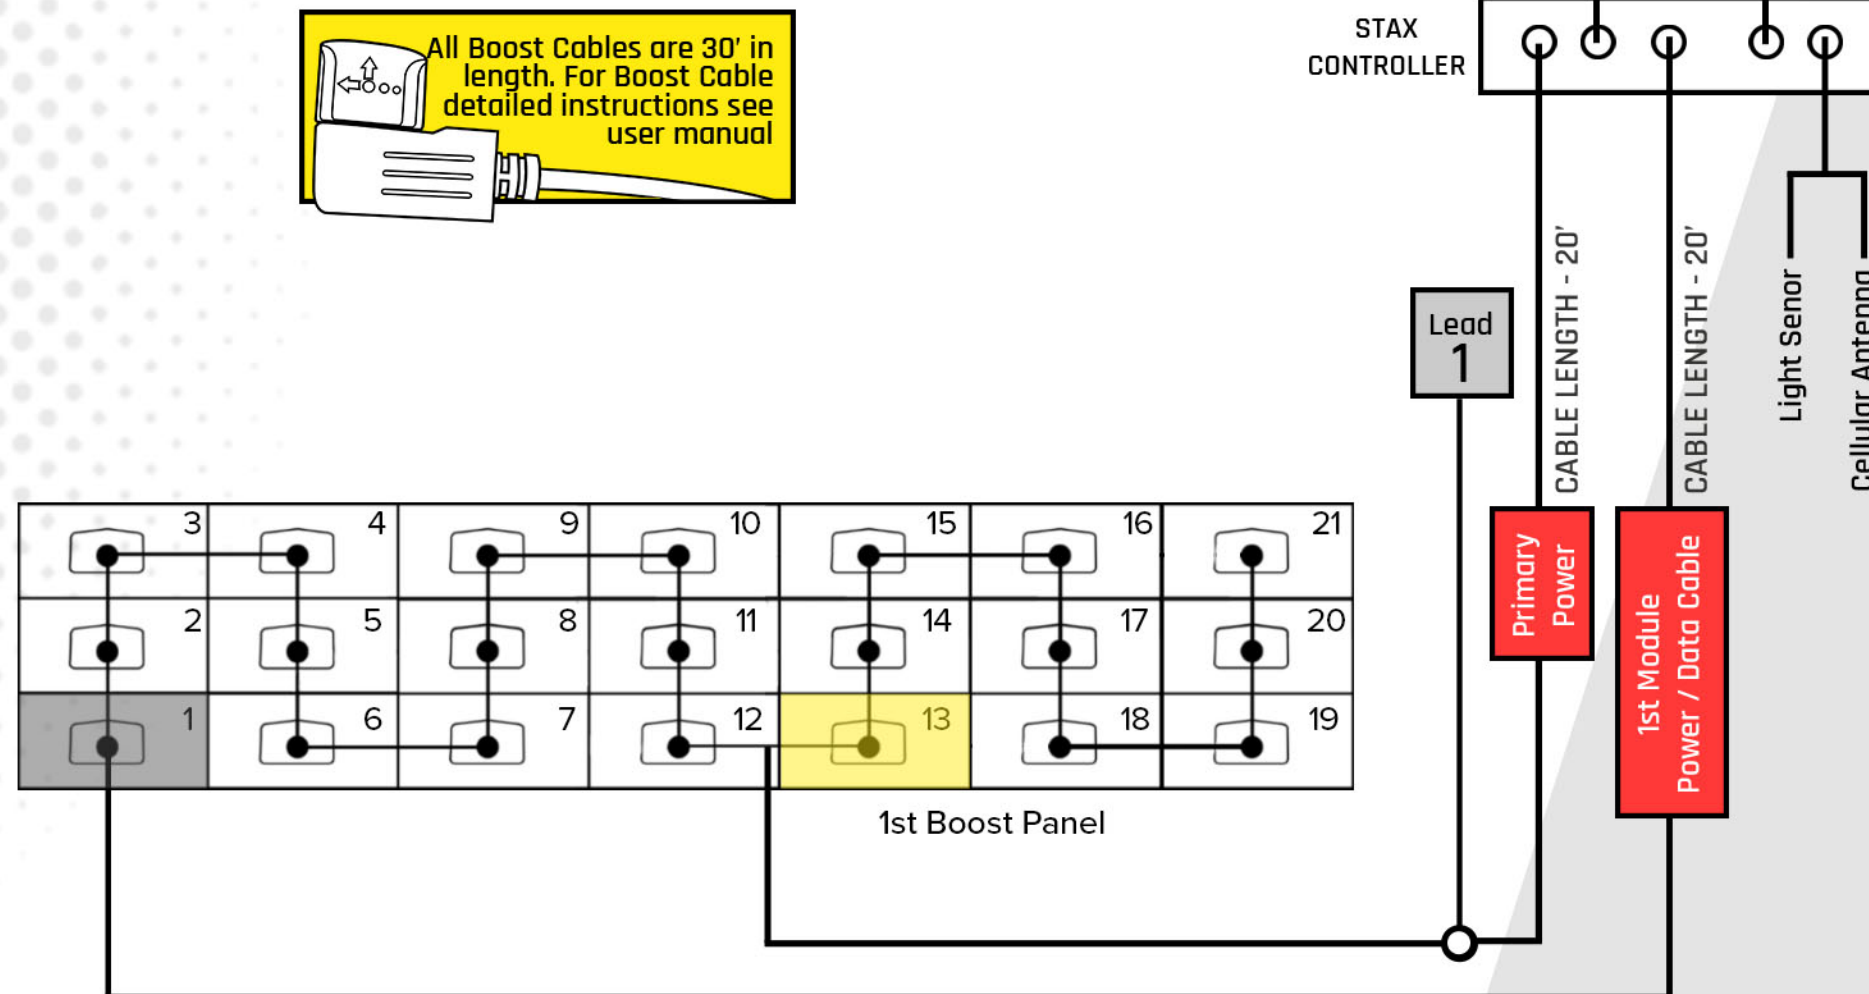 All Boost Cables are 30' in
length. For Boost Cable
detailed instructions see
user manual
STAX
CONTROLLER
Lead
1
CABLE LENGTH - 20'
CABLE LENGTH - 20'
Light Senor
Cellular Antenna
Primary
Power
1st Module
Power / Data Cable
3 4 9 10 15 16 21
2 5 8 11 14 17 20
1 6 7 12 13 18 19
1st Boost Panel